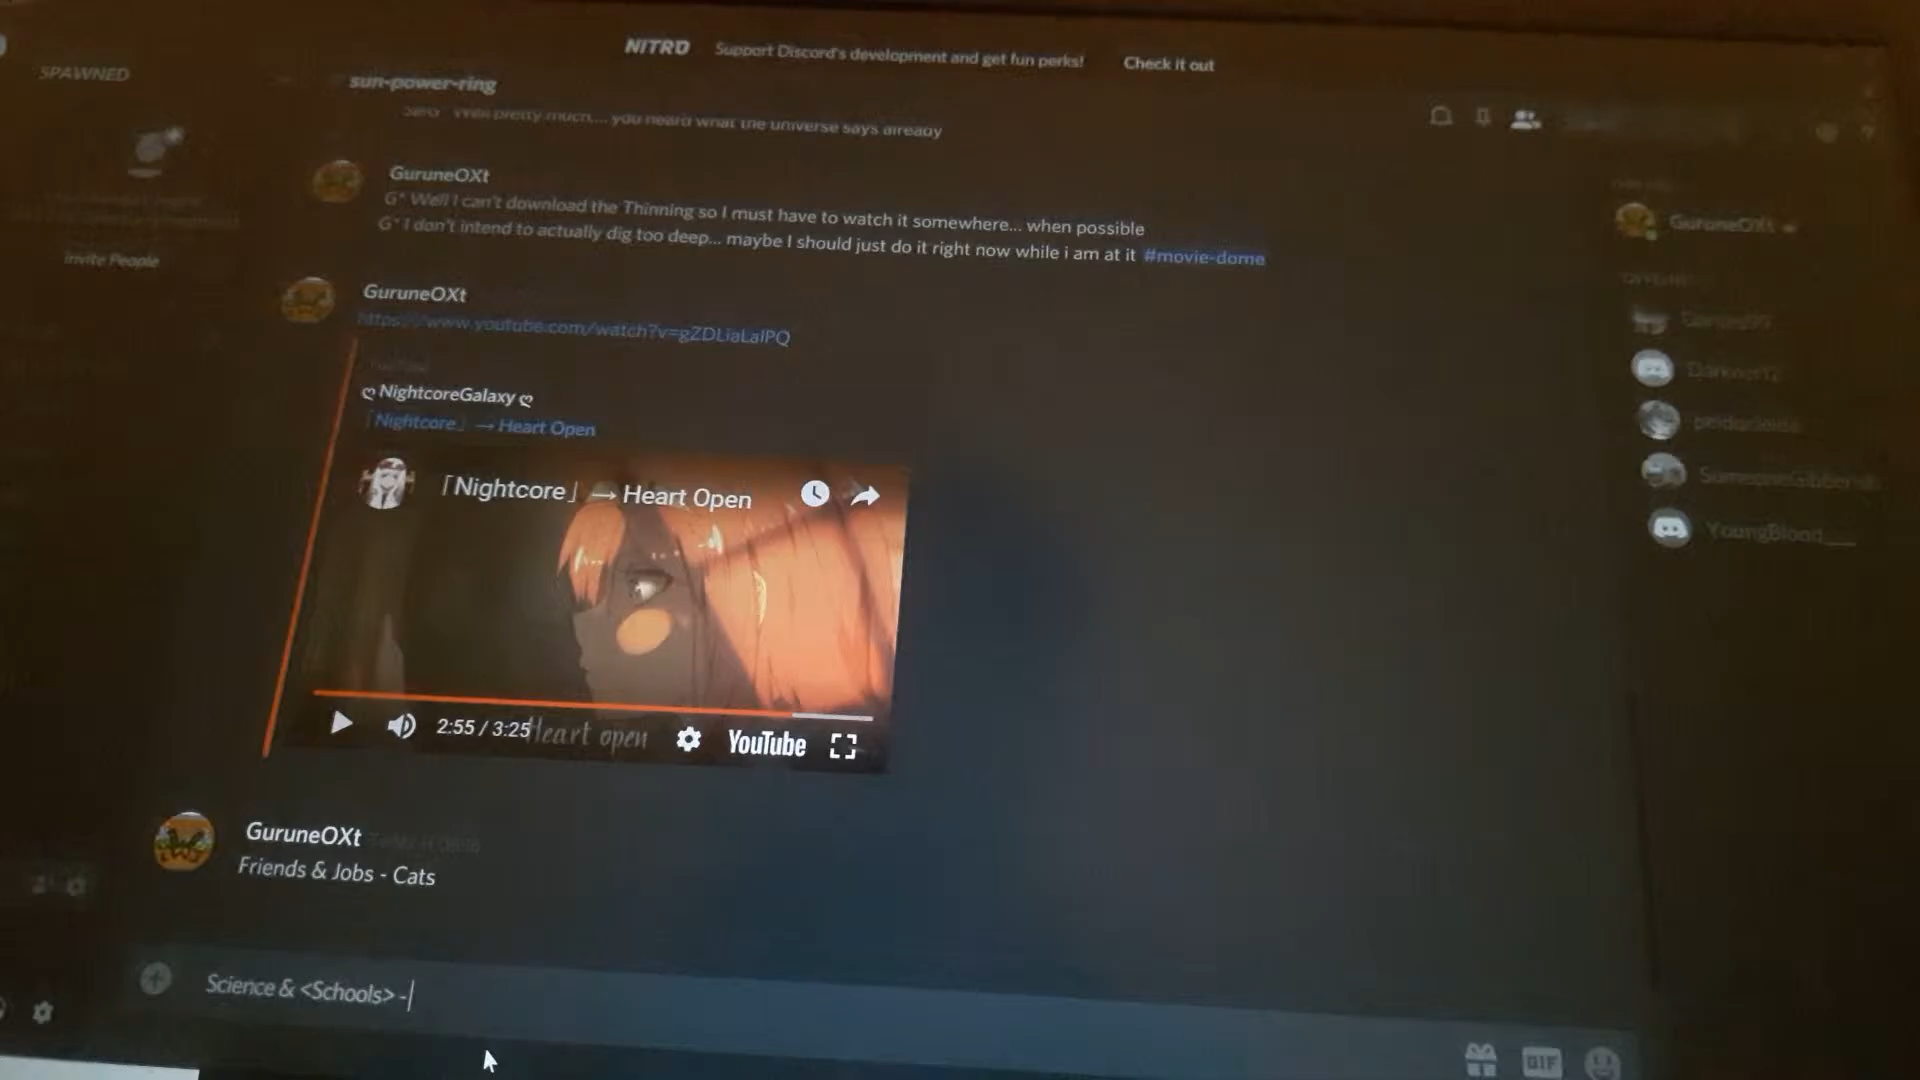 NITRO Support Discord's development and get fun perks! Check it out
SPAWNED
sun-power-ring
Well pretty much.... you heard what the universe says already
GuruneOXt
G* Well I can't download the Thinning so I must have to watch it somewhere... when possible
G* I don't intend to actually dig too deep... maybe I should just do it right now while i am at it #movie-dome
Invite People
GuruneOXt
GuruneOXt
https://www.youtube.com/watch?v=gZDLiaLalPQ
YouTube
ღ NightcoreGalaxy ღ
「Nightcore」 → Heart Open
「Nightcore」 → Heart Open
2:55 / 3:25
Heart open
YouTube
YoungBlood___
GuruneOXt
Friends & Jobs - Cats
Science & <Schools> -
GIF